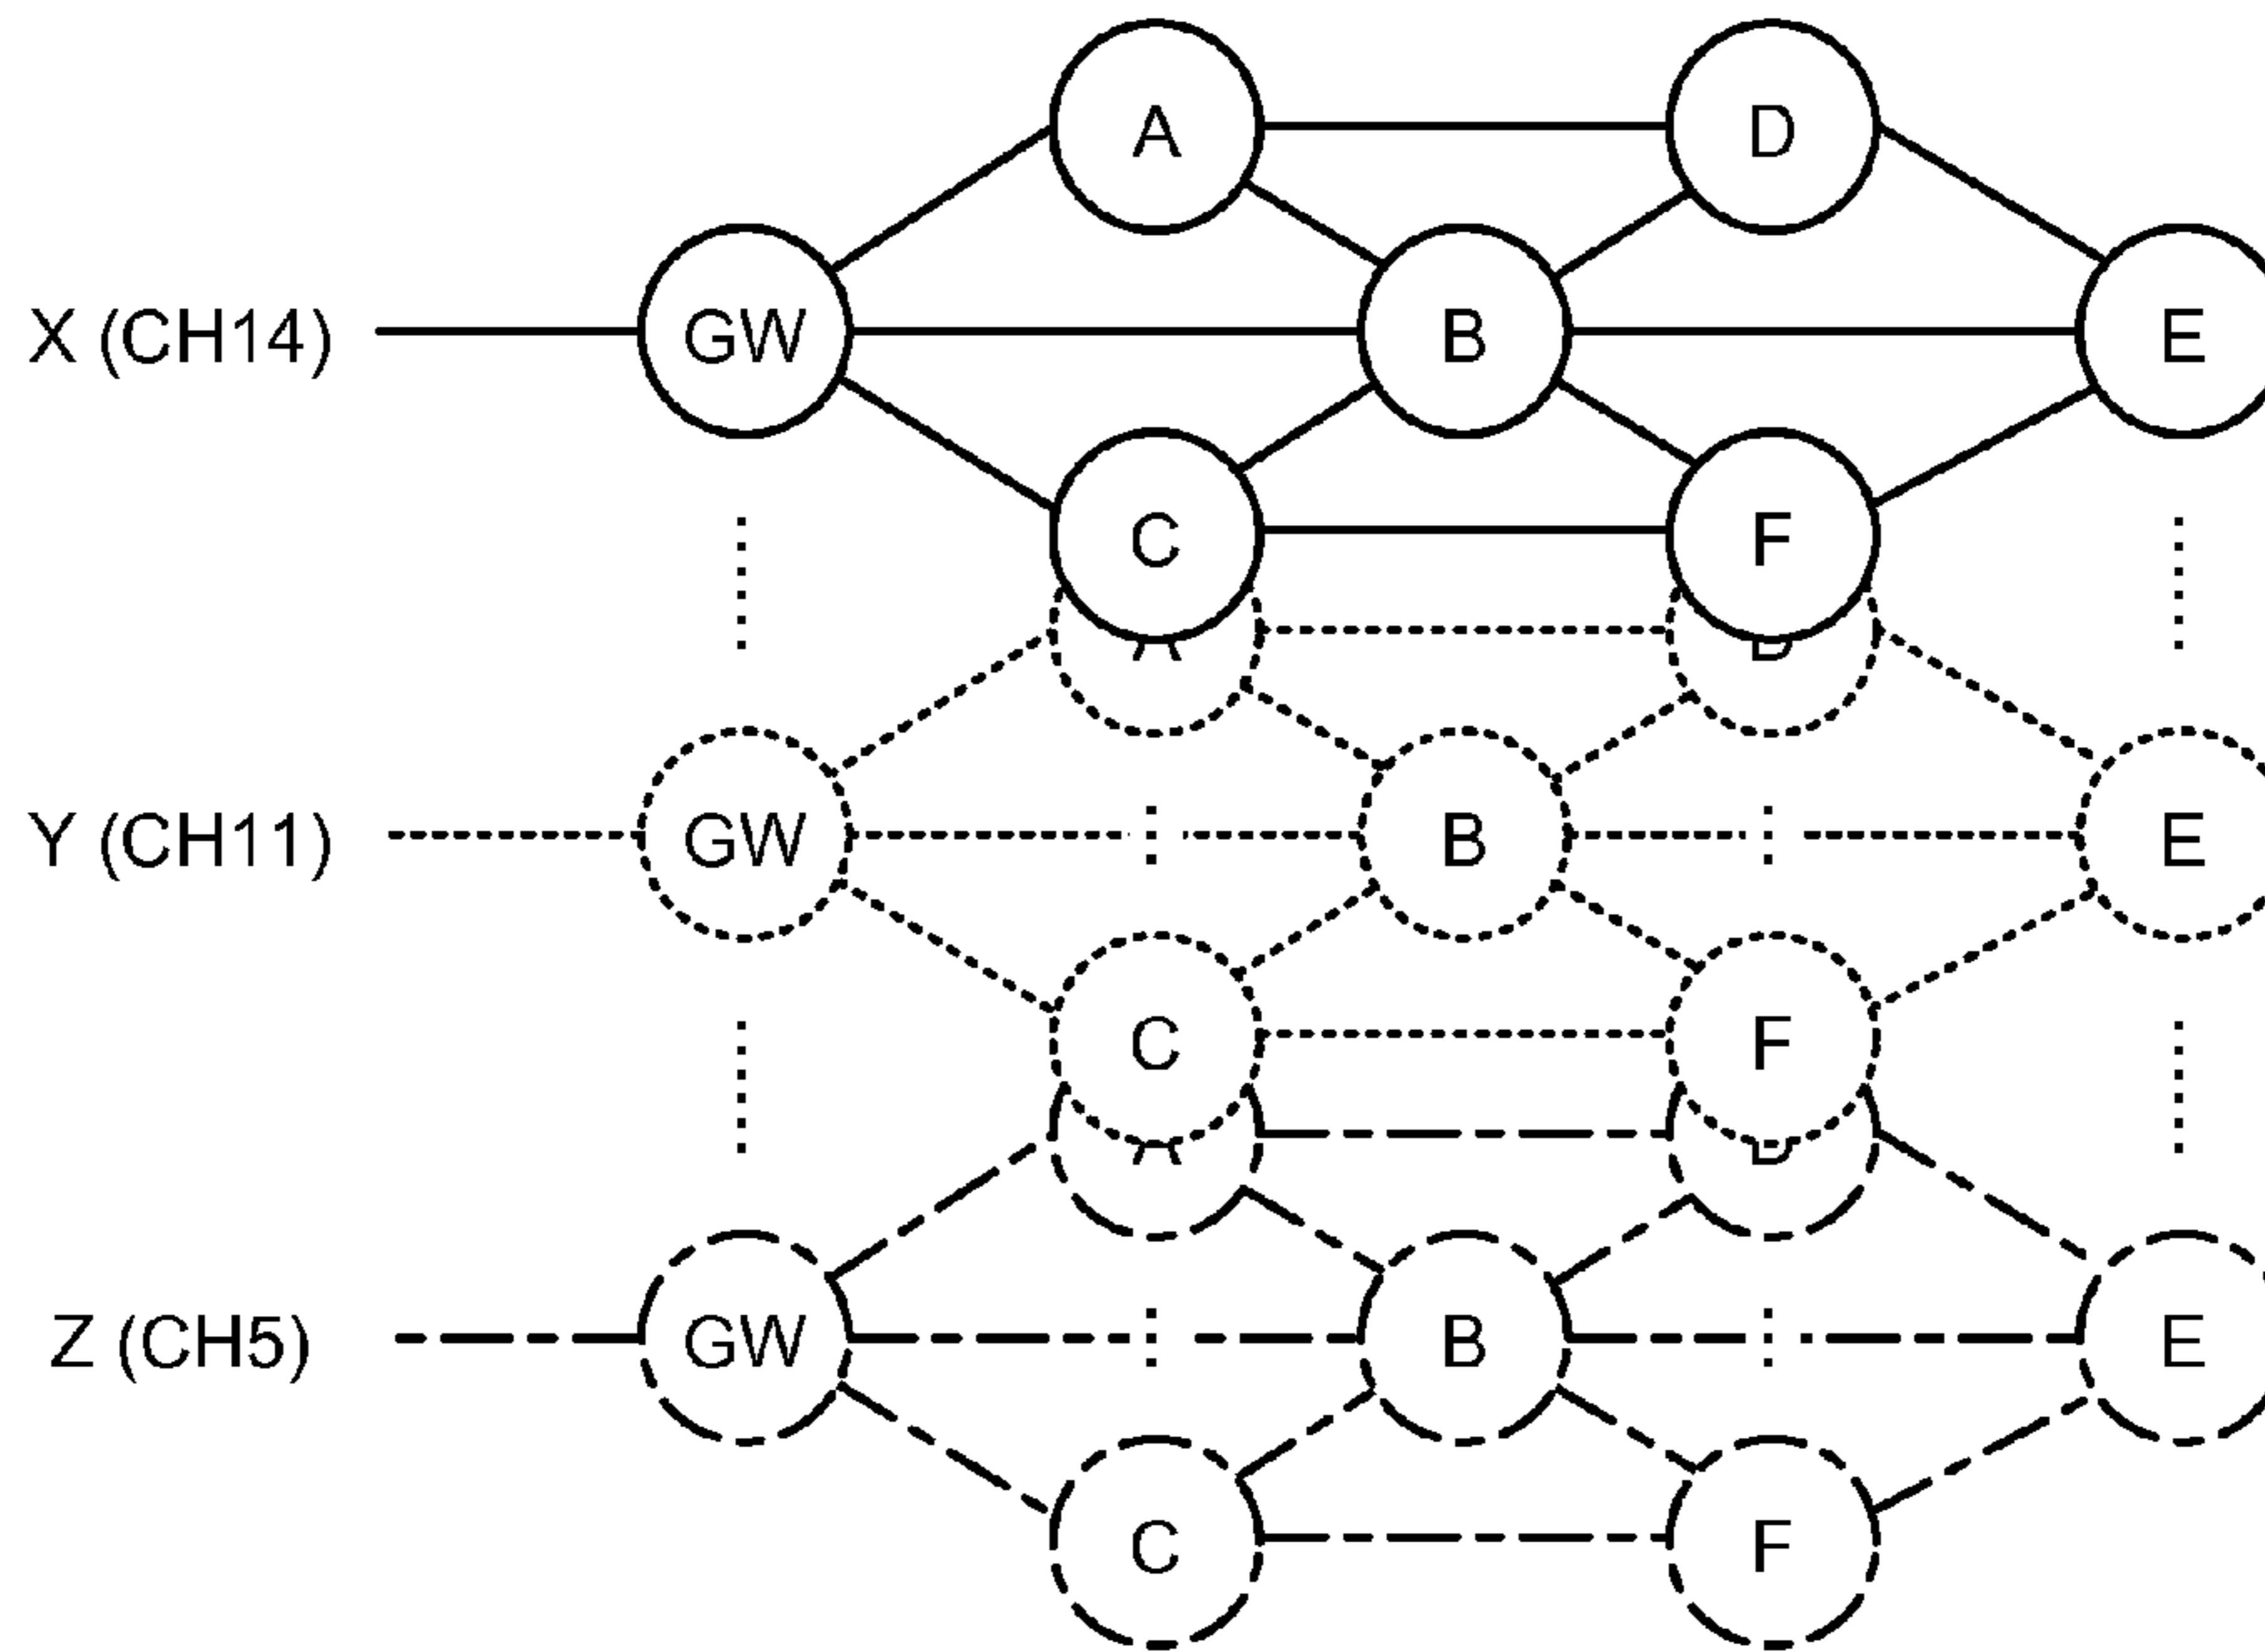 A D
X (CH14) GW B E
C F
A D
Y (CH11) GW B E
C F
A D
Z (CH5) GW B E
C F